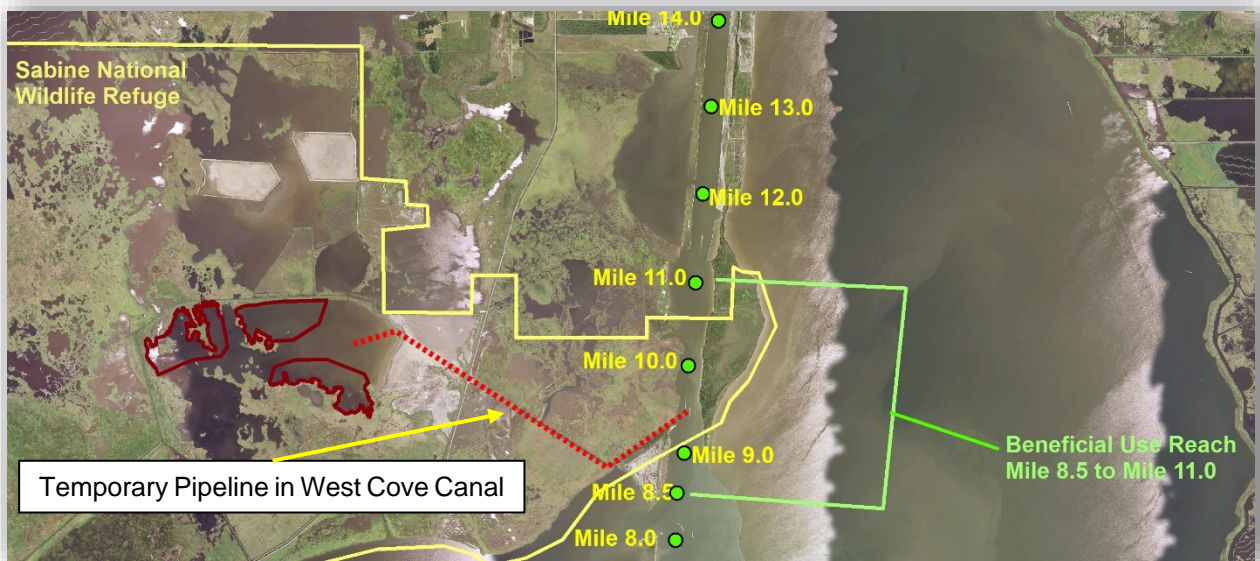 Mile 14.0
Sabine National
Wildlife Refuge
Mile 13.0
Mile 12.0
Mile 11.0
Mile 10.0
Beneficial Use Reach
Mile 8.5 to Mile 11.0
Mile 9.0
Temporary Pipeline in West Cove Canal
Mile 8.5
Mile 8.0